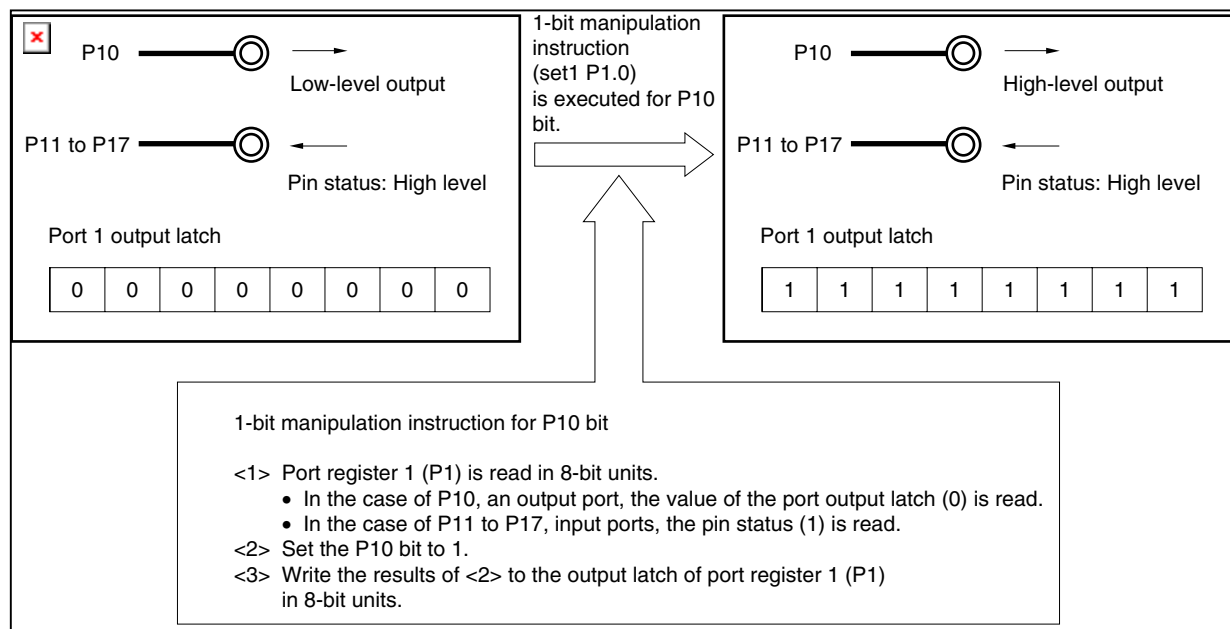 P10
Low-level output
P11 to P17
Pin status: High level
Port 1 output latch
0 0 0 0 0 0 0 0
1-bit manipulation
instruction
(set1 P1.0)
is executed for P10
bit.
P10
High-level output
P11 to P17
Pin status: High level
Port 1 output latch
1 1 1 1 1 1 1 1
1-bit manipulation instruction for P10 bit
<1> Port register 1 (P1) is read in 8-bit units.
• In the case of P10, an output port, the value of the port output latch (0) is read.
• In the case of P11 to P17, input ports, the pin status (1) is read.
<2> Set the P10 bit to 1.
<3> Write the results of <2> to the output latch of port register 1 (P1)
in 8-bit units.